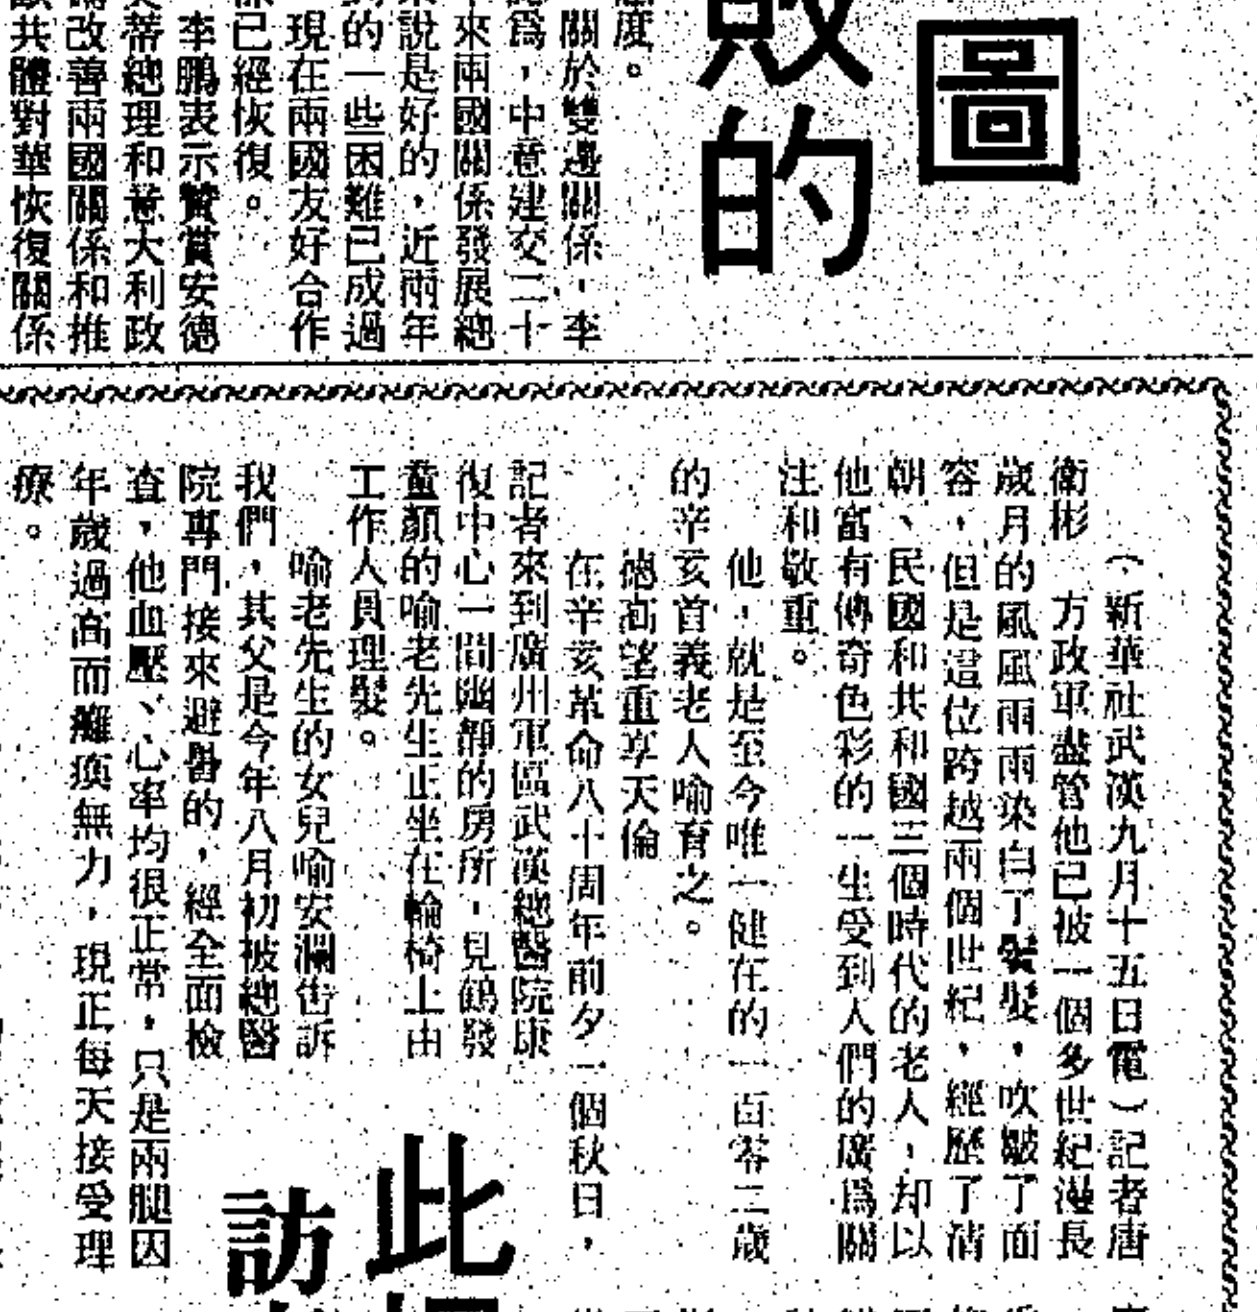 圖
的
度。
關於雙邊關係，李
爲，中意建交二十
來兩國關係發展總
說是好的，近兩年
的一些困難已成過
現在兩國友好合作
已經恢復。
李鵬表示贊賞安德
蒂總理和意大利政
改善兩國關係和推
共體對華恢復關係
（新華社武漢九月十五日電）記者唐
衛彬　方政軍盡管他已被一個多世紀漫長
歲月的風風雨雨染白了鬢髮，吹皺了面
容，但是這位跨越兩個世紀，經歷了清
朝、民國和共和國三個時代的老人，却以
他富有傳奇色彩的一生受到人們的廣爲關
注和敬重。
他，就是至今唯一健在的一百零二歲
的辛亥首義老人喻育之。
德高望重享天倫
在辛亥革命八十周年前夕一個秋日，
記者來到廣州軍區武漢總醫院康
復中心一間幽靜的房所，見鶴發
童顏的喻老先生正坐在輪椅上由
工作人員理髮。
喻老先生的女兒喻安瀾告訴
我們，其父是今年八月初被總醫
院專門接來避暑的，經全面檢
查，他血壓、心率均很正常，只是兩腿因
年歲過高而癱瘓無力，現正每天接受理
療。
此
訪